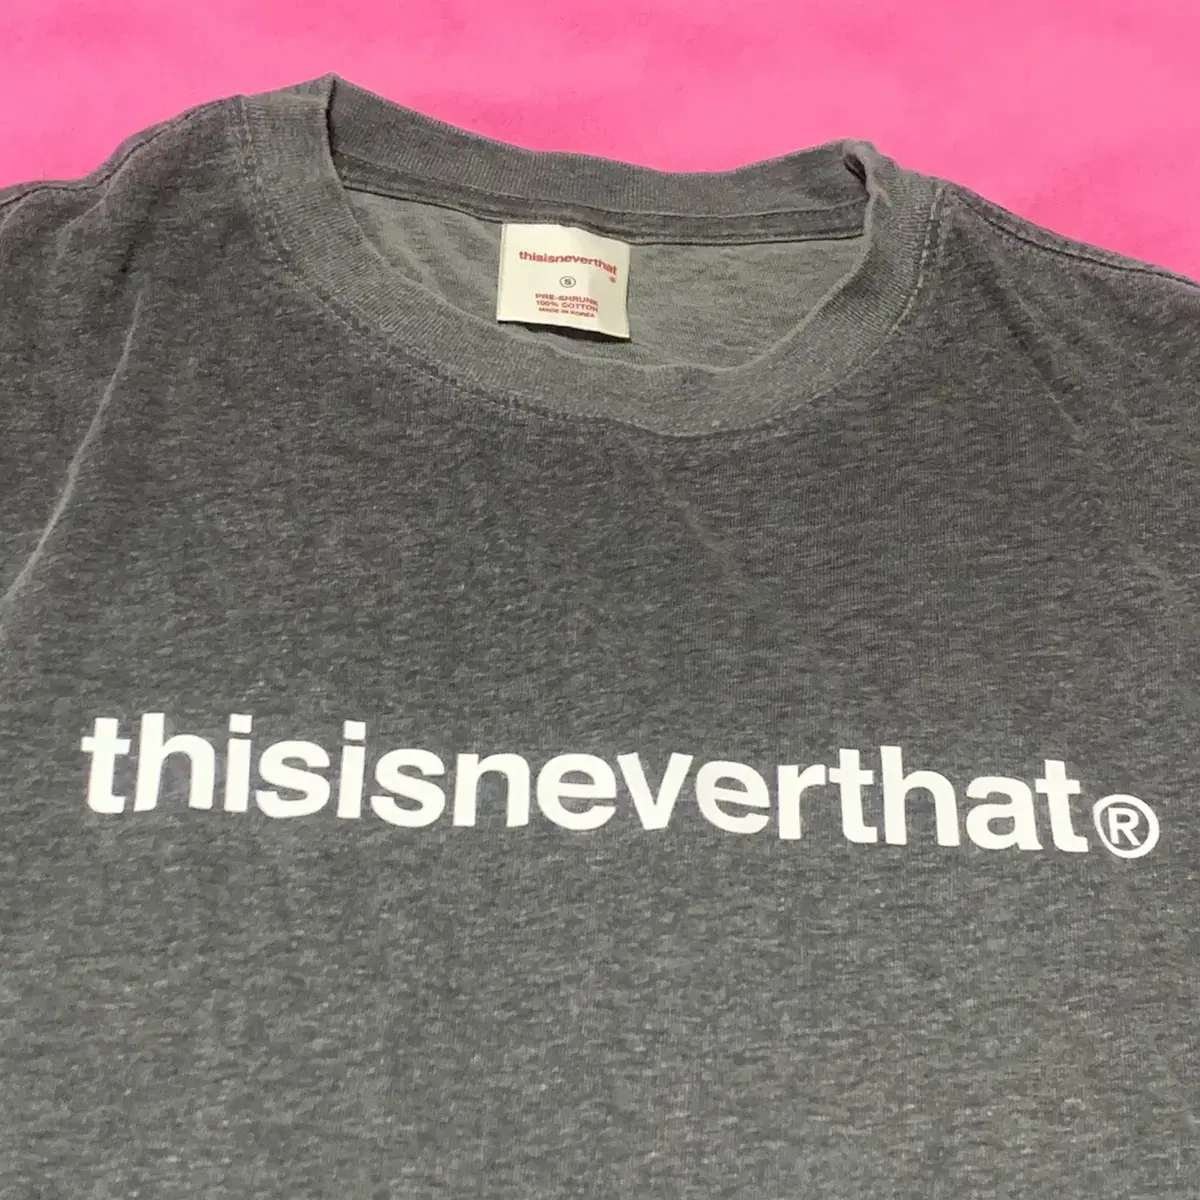 thisisneverthat
®
S
PRE-SHRUNK
100% COTTON
MADE IN KOREA
thisisneverthat®